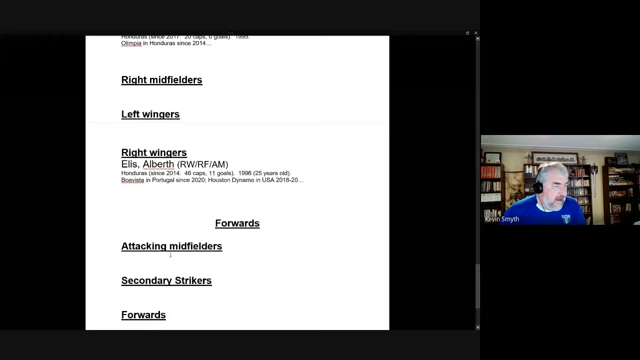 Honduras (since 2017. 20 caps, 0 goals). 1995.
Olimpia in Honduras since 2014…
Right midfielders
Left wingers
Right wingers
Elis, Alberth (RW/RF/AM)
Honduras (since 2014. 46 caps, 11 goals). 1996 (25 years old)
Boavista in Portugal since 2020; Houston Dynamo in USA 2018-20…
Forwards
Attacking midfielders
Secondary Strikers
Forwards
Kevin Smyth